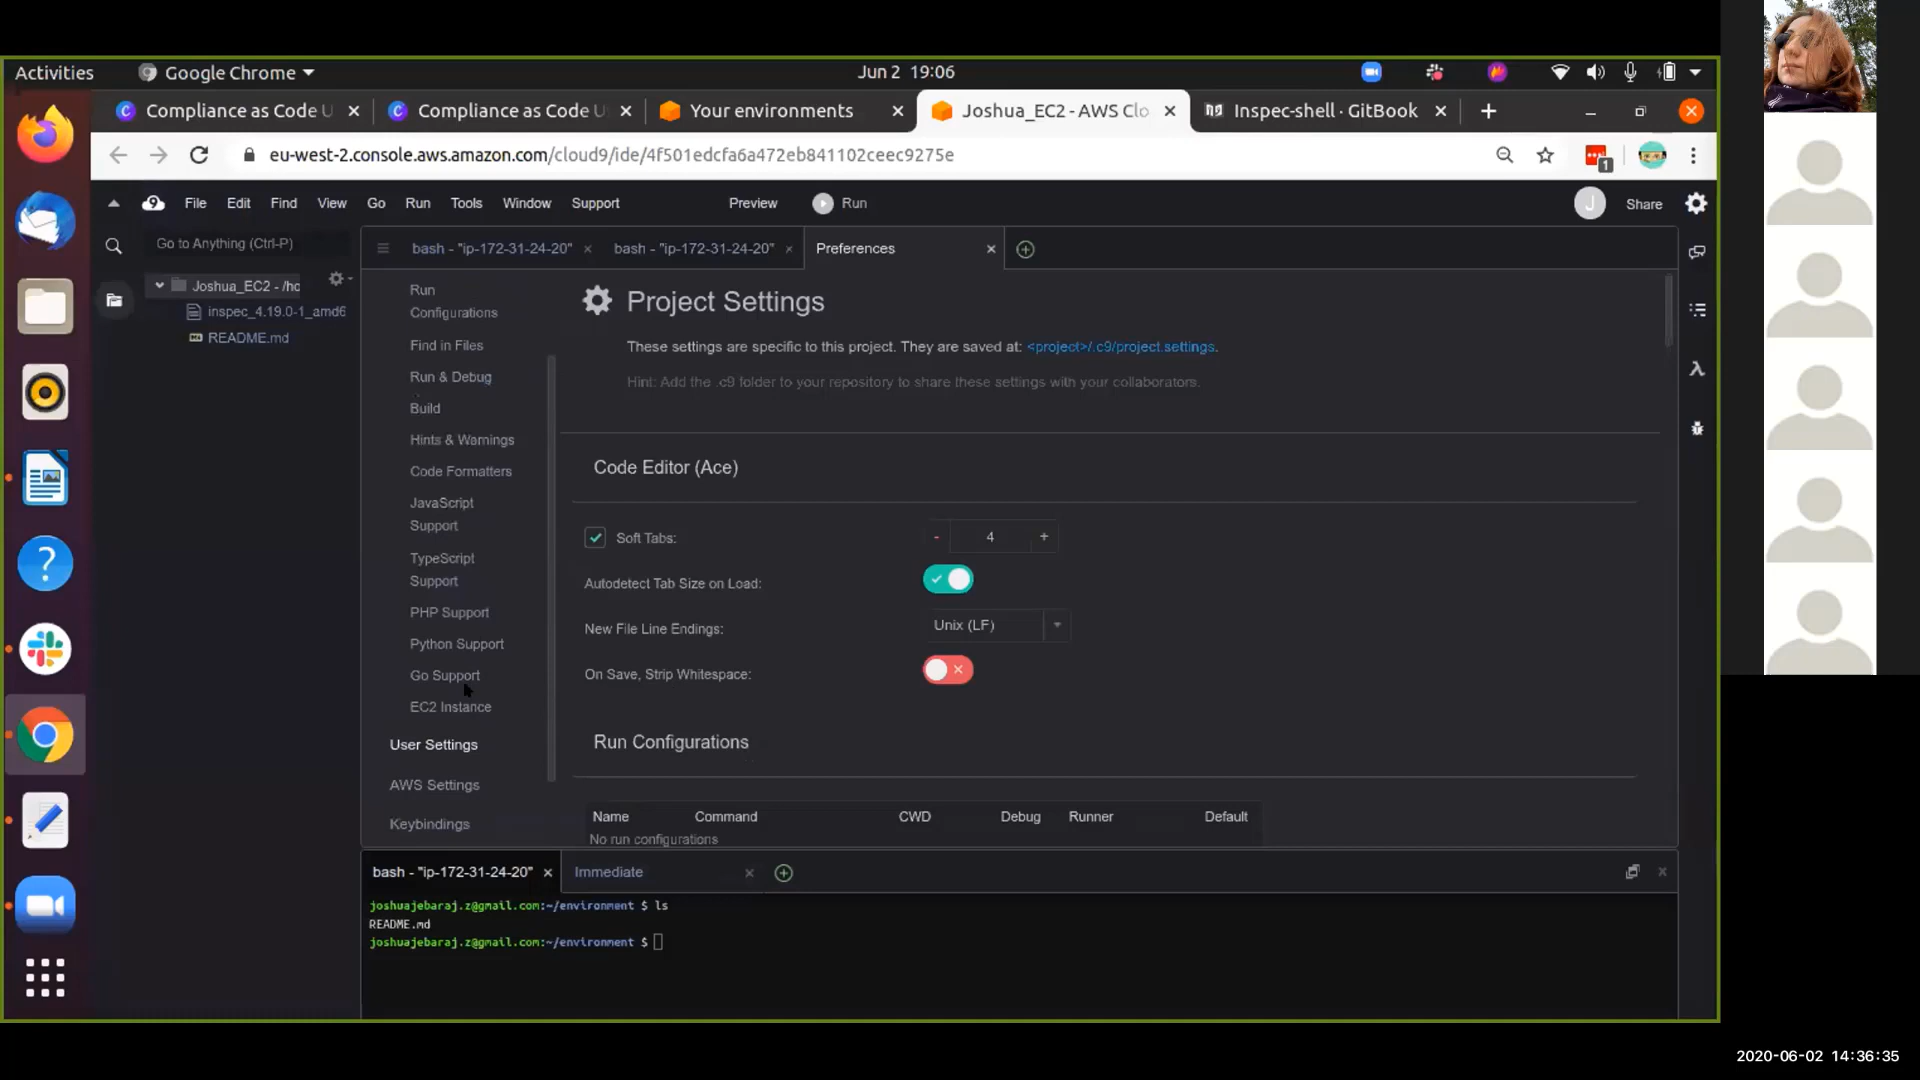 Activities
Google Chrome
Jun 2 19:06
Compliance as Code U
Compliance as Code U
Your environments
Joshua_EC2 - AWS Clo
Inspec-shell · GitBook
eu-west-2.console.aws.amazon.com/cloud9/ide/4f501edcfa6a472eb841102ceec9275e
1
9
File
Edit
Find
View
Go
Run
Tools
Window
Support
Preview
Run
J
Share
Go to Anything (Ctrl-P)
Joshua_EC2 - /ho
inspec_4.19.0-1_amd6
README.md
bash - "ip-172-31-24-20"
bash - "ip-172-31-24-20"
Preferences
Run
Configurations
Find in Files
Run & Debug
Build
Hints & Warnings
Code Formatters
JavaScript
Support
TypeScript
Support
PHP Support
Python Support
Go Support
EC2 Instance
User Settings
AWS Settings
Keybindings
Project Settings
These settings are specific to this project. They are saved at: <project>/.c9/project.settings.
Hint: Add the .c9 folder to your repository to share these settings with your collaborators.
Code Editor (Ace)
Soft Tabs:
- 4 +
Autodetect Tab Size on Load:
New File Line Endings:
Unix (LF)
On Save, Strip Whitespace:
Run Configurations
Name Command CWD Debug Runner Default
No run configurations
bash - "ip-172-31-24-20"
Immediate
joshuajebaraj.z@gmail.com:~/environment $ ls
README.md
joshuajebaraj.z@gmail.com:~/environment $
2020-06-02 14:36:35